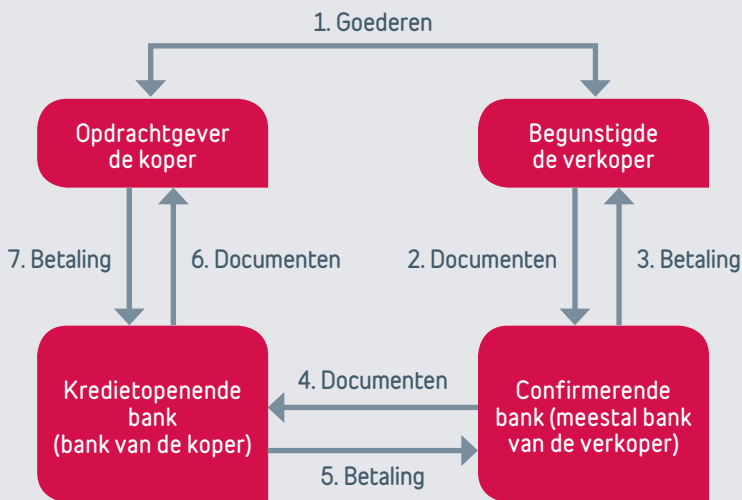 1. Goederen
Opdrachtgever
de koper
Begunstigde
de verkoper
7. Betaling
6. Documenten
2. Documenten
3. Betaling
Kredietopenende
bank
(bank van de koper)
4. Documenten
5. Betaling
Confirmerende
bank (meestal bank
van de verkoper)